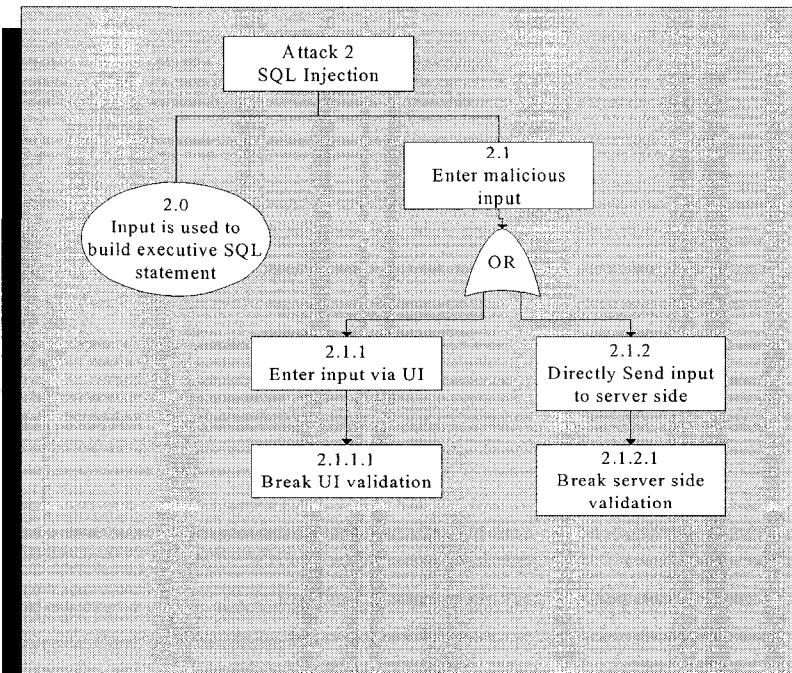 Attack 2
SQL Injection
2.0
Input is used to
build executive SQL
statement
2.1
Enter malicious
input
OR
2.1.1
Enter input via UI
2.1.2
Directly Send input
to server side
2.1.1.1
Break UI validation
2.1.2.1
Break server side
validation